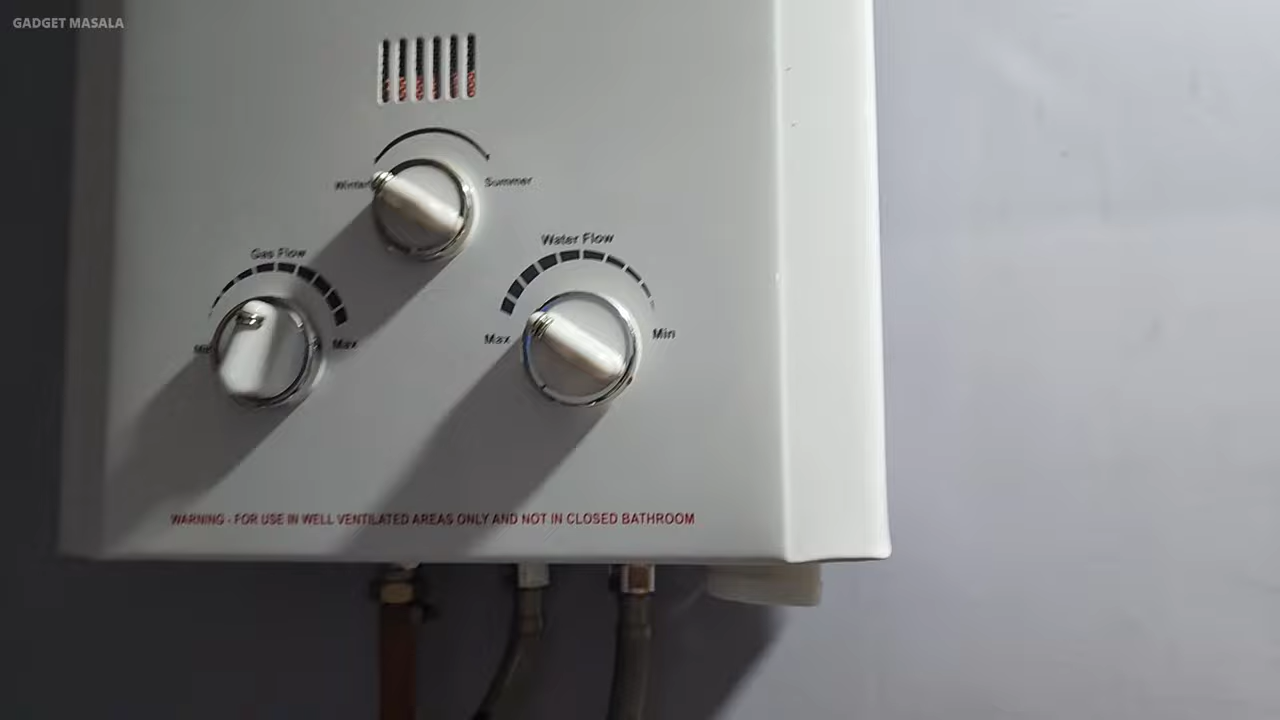 GADGET MASALA
Winter Summer
Gas Flow
Water Flow
Max
Max
Min
WARNING - FOR USE IN WELL VENTILATED AREAS ONLY AND NOT IN CLOSED BATHROOM